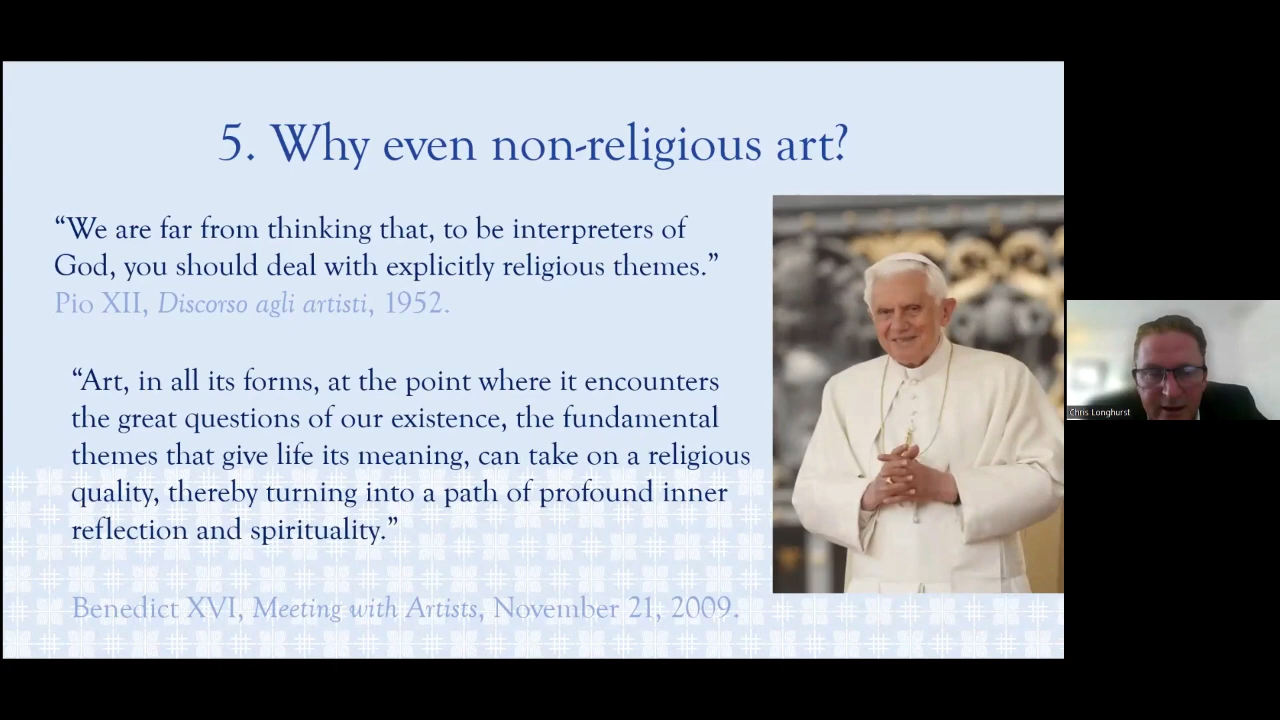 5. Why even non-religious art?
“We are far from thinking that, to be interpreters of
God, you should deal with explicitly religious themes.”
Pio XII, Discorso agli artisti, 1952.
“Art, in all its forms, at the point where it encounters
the great questions of our existence, the fundamental
themes that give life its meaning, can take on a religious
quality, thereby turning into a path of profound inner
reflection and spirituality.”
Benedict XVI, Meeting with Artists, November 21, 2009.
Chris Longhurst